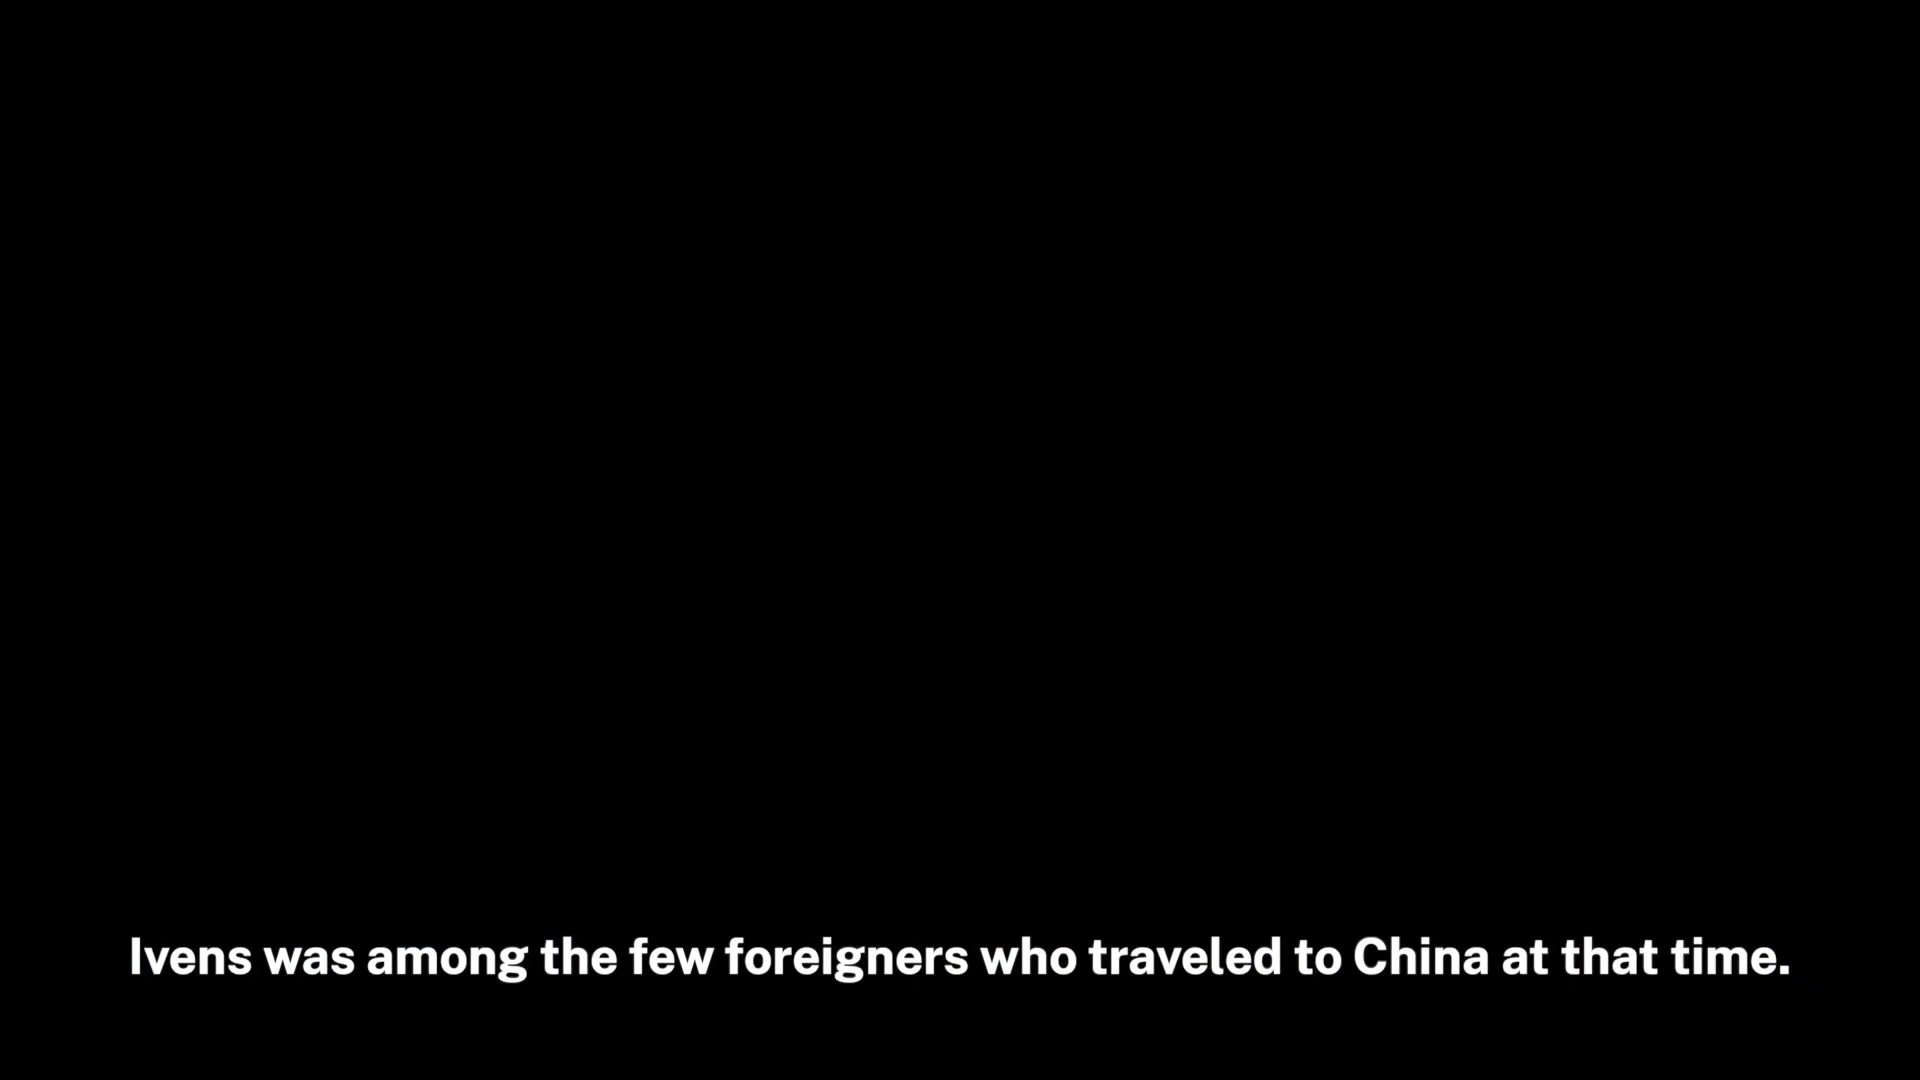 Ivens was among the few foreigners who traveled to China at that time.